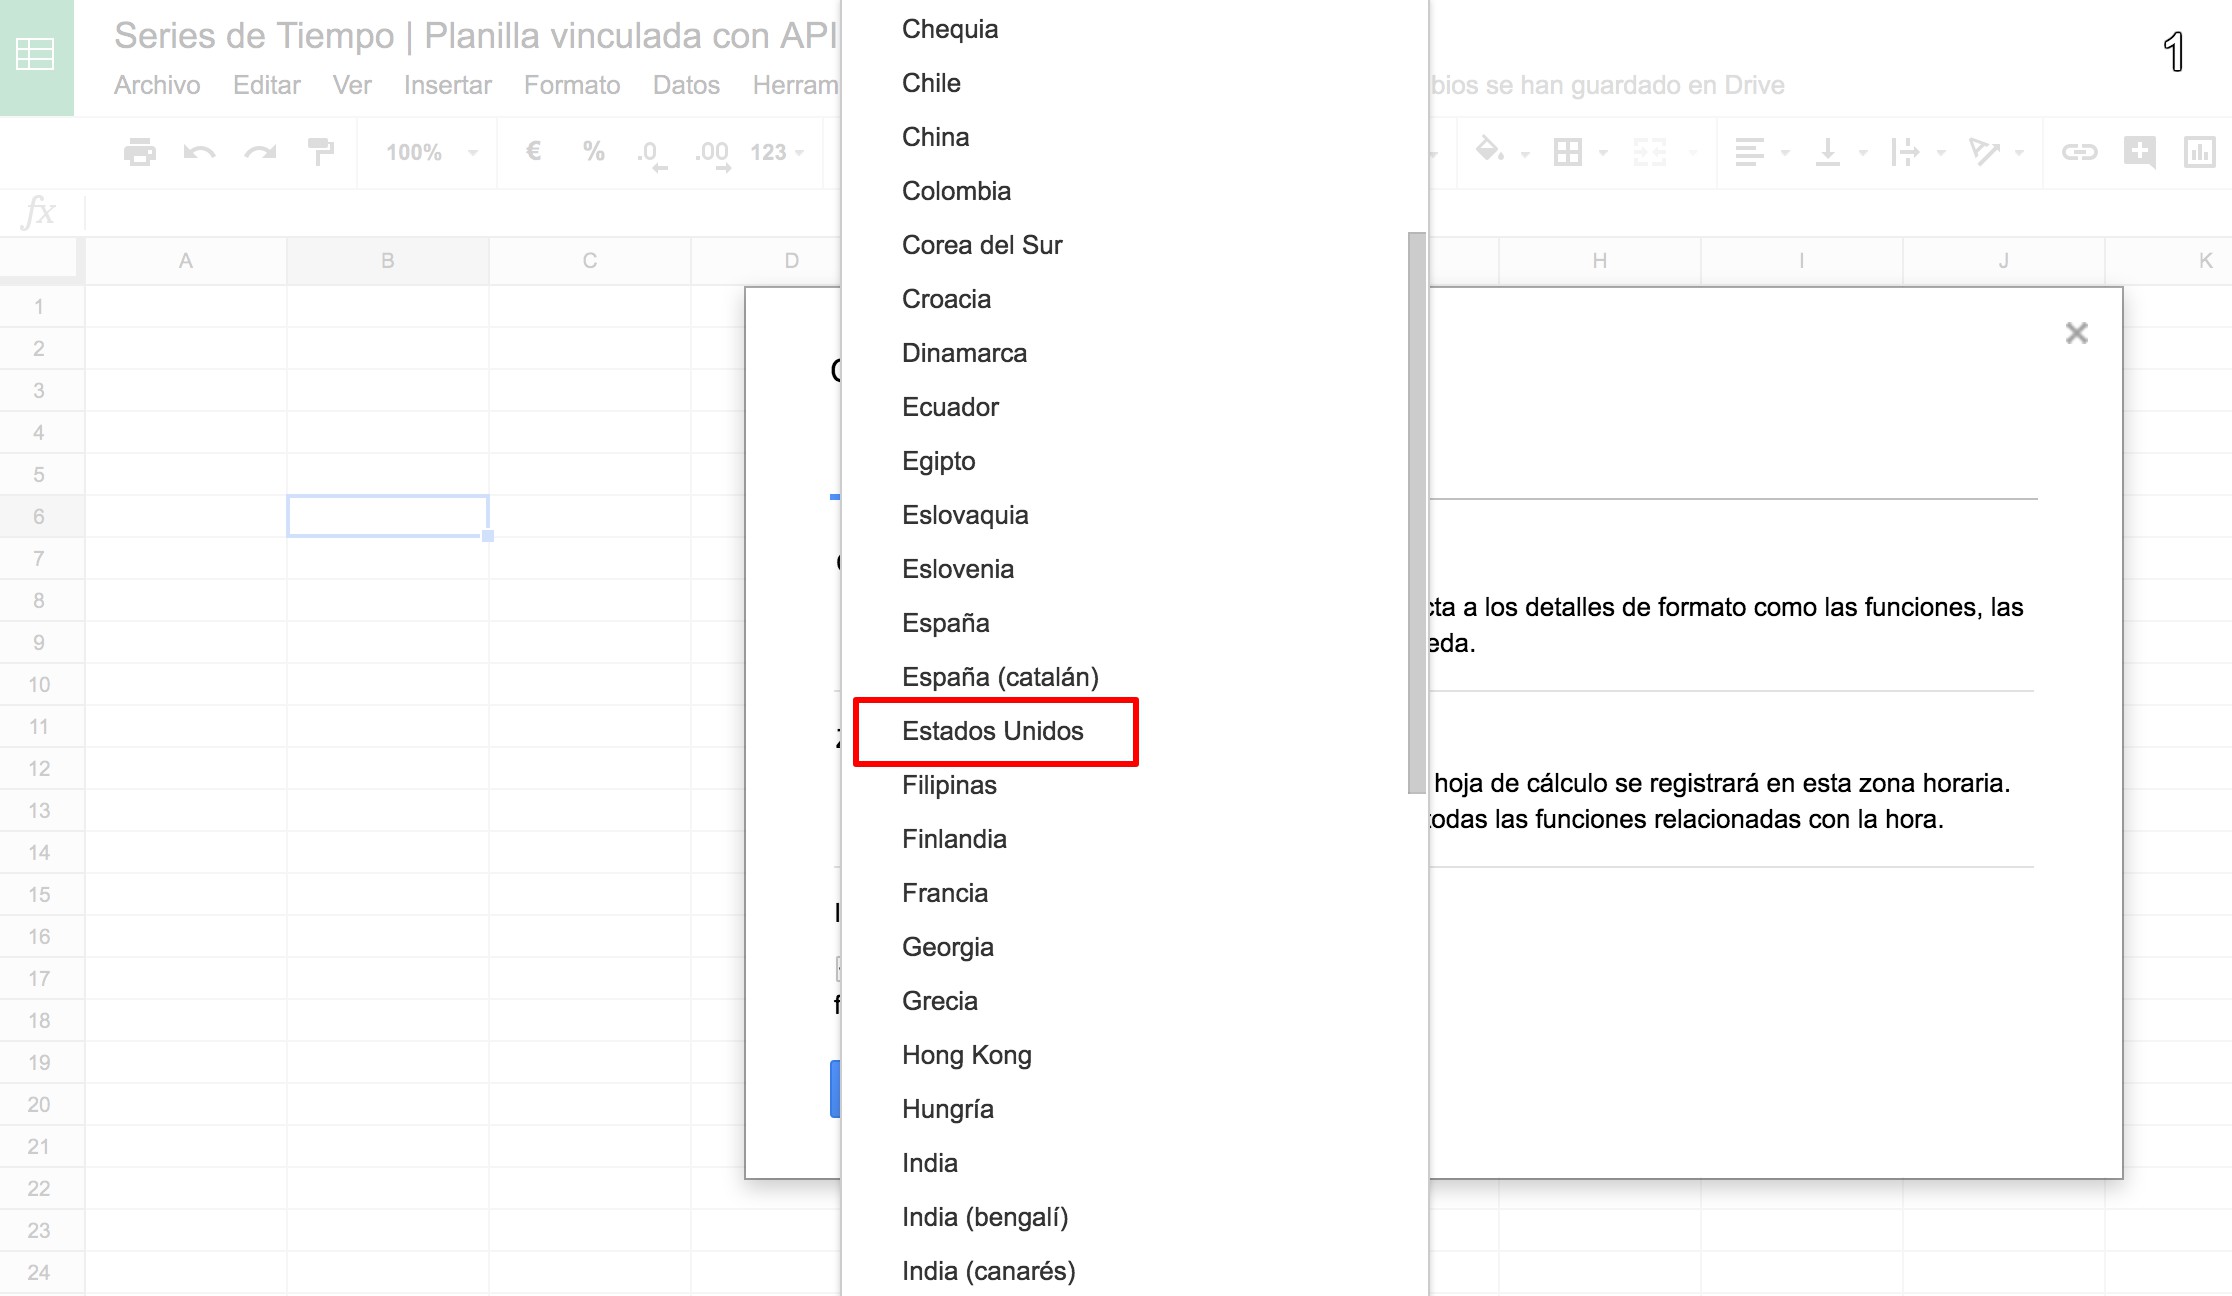 Series de Tiempo | Planilla vinculada con API
1
Archivo Editar Ver Insertar Formato Datos Herram
bios se han guardado en Drive
100% € % .0 .00 123
fx
A B C D H I J K
1
2
3
4
5
6
7
8
9
10
11
12
13
14
15
16
17
18
19
20
21
22
23
24
Chequia
Chile
China
Colombia
Corea del Sur
Croacia
Dinamarca
Ecuador
Egipto
Eslovaquia
Eslovenia
España
España (catalán)
Estados Unidos
Filipinas
Finlandia
Francia
Georgia
Grecia
Hong Kong
Hungría
India
India (bengalí)
India (canarés)
cta a los detalles de formato como las funciones, las
eda.
hoja de cálculo se registrará en esta zona horaria.
todas las funciones relacionadas con la hora.